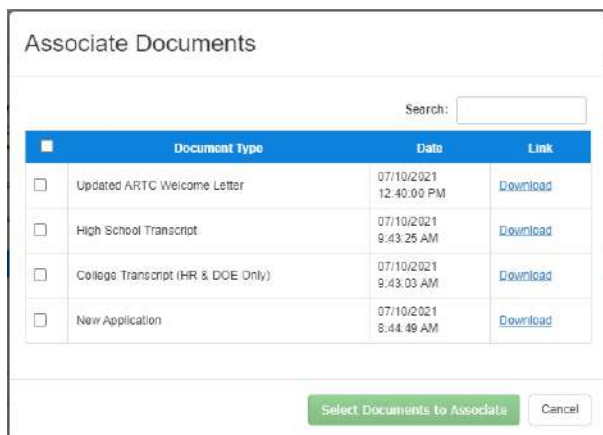 Associate Documents
Search:
Document Type Date Link
Updated ARTC Welcome Letter 07/10/2021 12:40:00 PM Download
High School Transcript 07/10/2021 9:43:25 AM Download
College Transcript (HR & DOE Only) 07/10/2021 9:43:03 AM Download
New Application 07/10/2021 8:44:49 AM Download
Select Documents to Associate Cancel